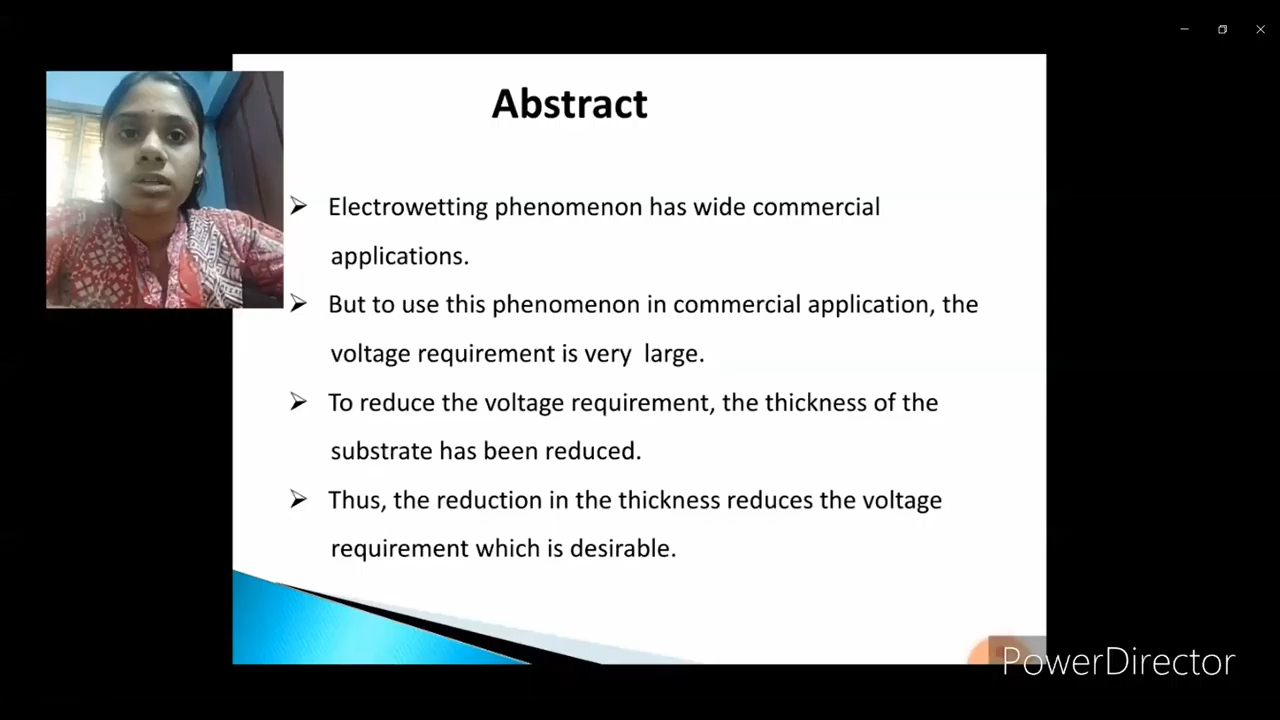 Abstract
Electrowetting phenomenon has wide commercial
applications.
But to use this phenomenon in commercial application, the
voltage requirement is very large.
To reduce the voltage requirement, the thickness of the
substrate has been reduced.
Thus, the reduction in the thickness reduces the voltage
requirement which is desirable.
PowerDirector